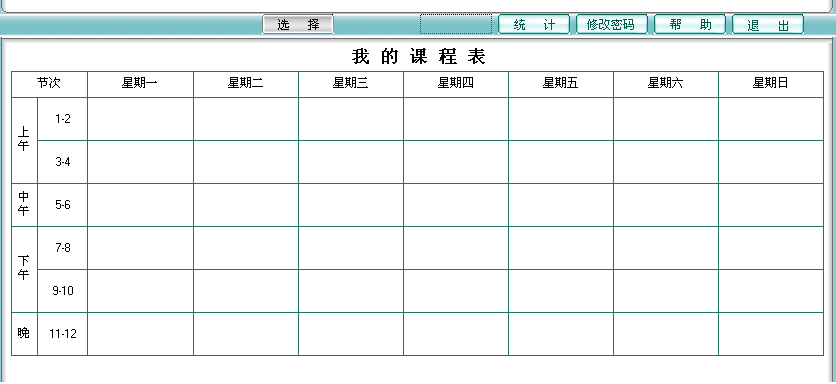 选 择 统 计 修改密码 帮 助 退 出
我 的 课 程 表
节次 星期一 星期二 星期三 星期四 星期五 星期六 星期日
上午 1-2
3-4
中午 5-6
下午 7-8
9-10
晚 11-12